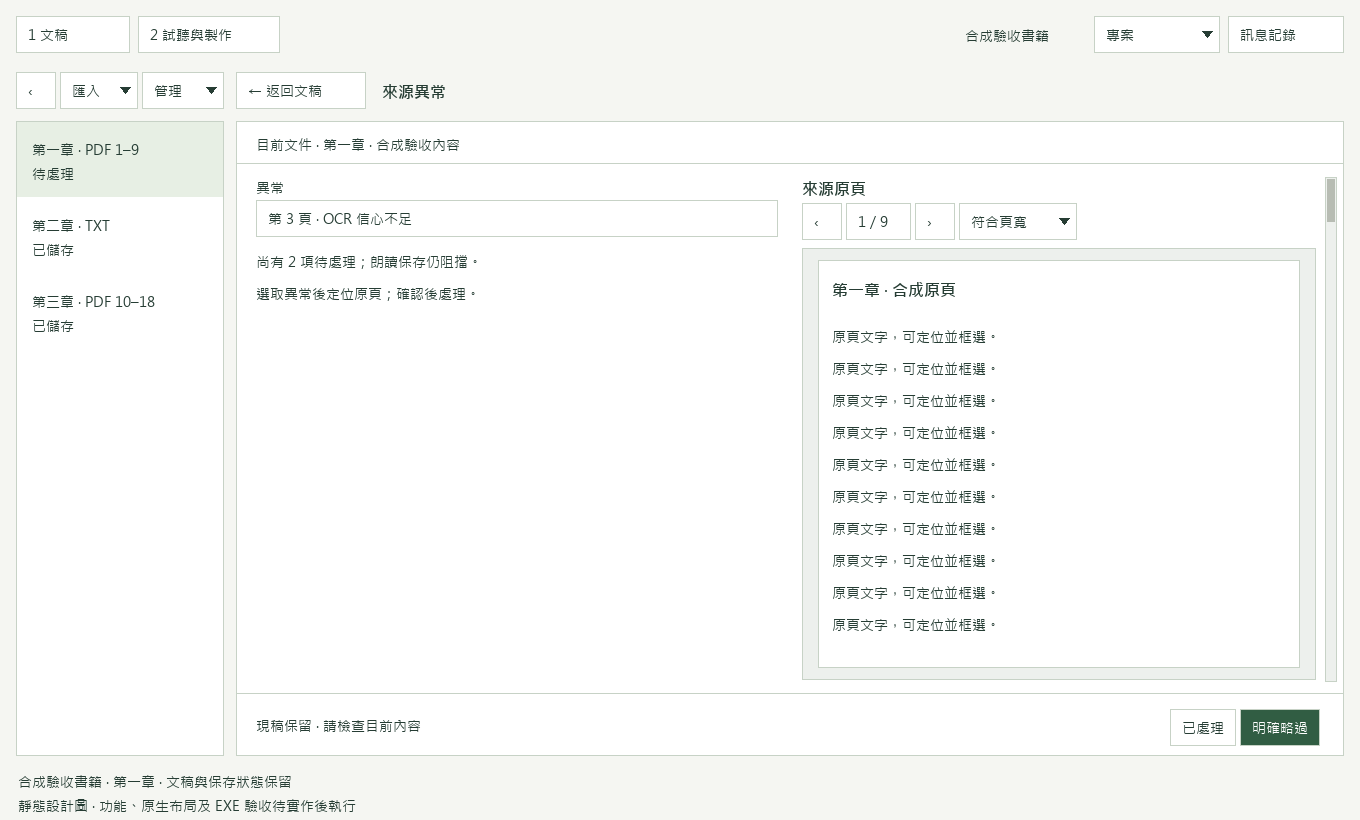 1 文稿
2 試聽與製作
合成驗收書籍
專案
訊息記錄
‹
匯入
管理
← 返回文稿
來源異常
第一章 · PDF 1–9
待處理
第二章 · TXT
已儲存
第三章 · PDF 10–18
已儲存
目前文件 · 第一章 · 合成驗收內容
異常
第 3 頁 · OCR 信心不足
尚有 2 項待處理；朗讀保存仍阻擋。
選取異常後定位原頁；確認後處理。
來源原頁
‹
1 / 9
›
符合頁寬
第一章 · 合成原頁
原頁文字，可定位並框選。
原頁文字，可定位並框選。
原頁文字，可定位並框選。
原頁文字，可定位並框選。
原頁文字，可定位並框選。
原頁文字，可定位並框選。
原頁文字，可定位並框選。
原頁文字，可定位並框選。
原頁文字，可定位並框選。
原頁文字，可定位並框選。
現稿保留 · 請檢查目前內容
已處理
明確略過
合成驗收書籍 · 第一章 · 文稿與保存狀態保留
靜態設計圖 · 功能、原生布局及 EXE 驗收待實作後執行